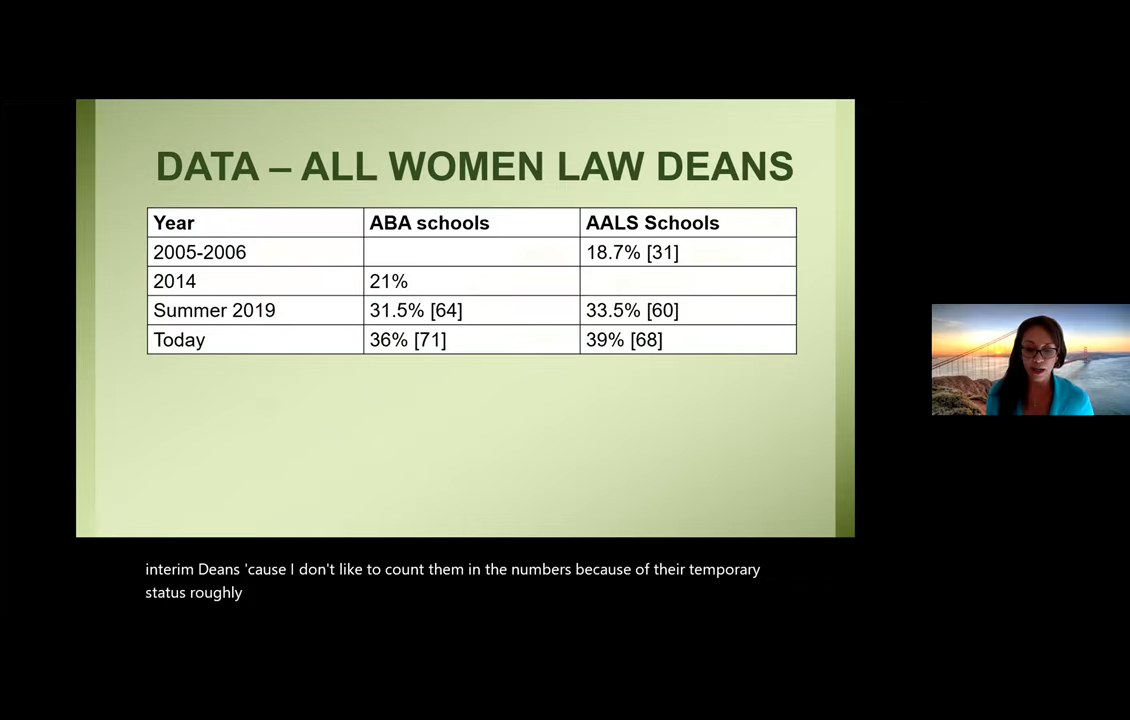 DATA – ALL WOMEN LAW DEANS
Year ABA schools AALS Schools
2005-2006 18.7% [31]
2014 21%
Summer 2019 31.5% [64] 33.5% [60]
Today 36% [71] 39% [68]
interim Deans 'cause I don't like to count them in the numbers because of their temporary
status roughly